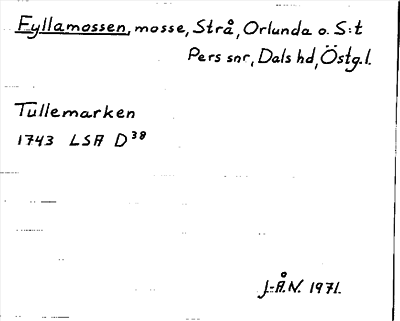 Fyllamossen, mosse, Strå, Orlunda o. S:t
Pers snr, Dals hd, Östg.l.
Tullemarken
1743 LSA D38
J-Å.N. 1971.